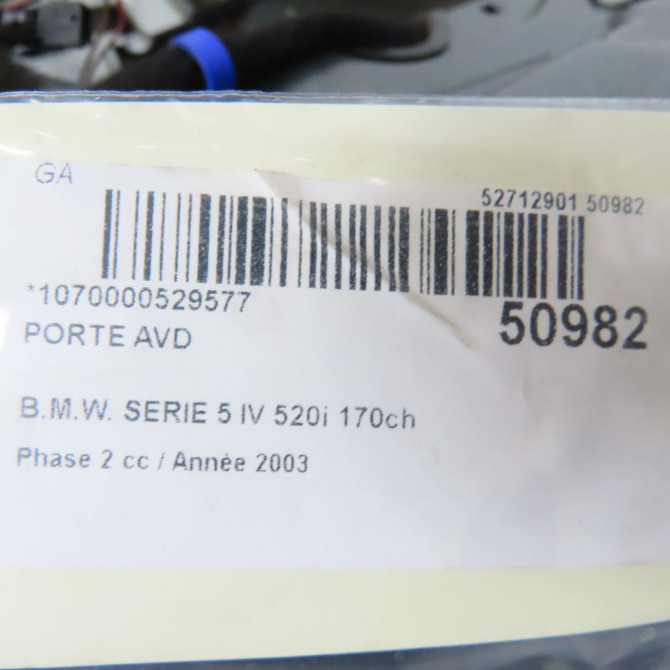 GA
52712901 50982
*1070000529577
50982
PORTE AVD
B.M.W. SERIE 5 IV 520i 170ch
Phase 2 cc / Année 2003